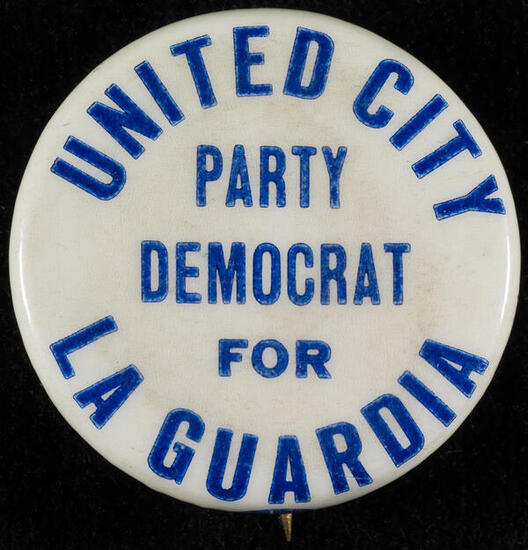 UNITED CITY
PARTY
DEMOCRAT
FOR
LA GUARDIA